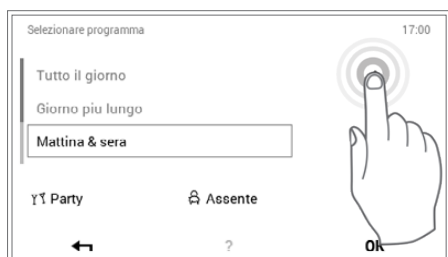 Selezionare programma 17:00
Tutto il giorno
Giorno piu lungo
Mattina & sera
Party Assente
? OK